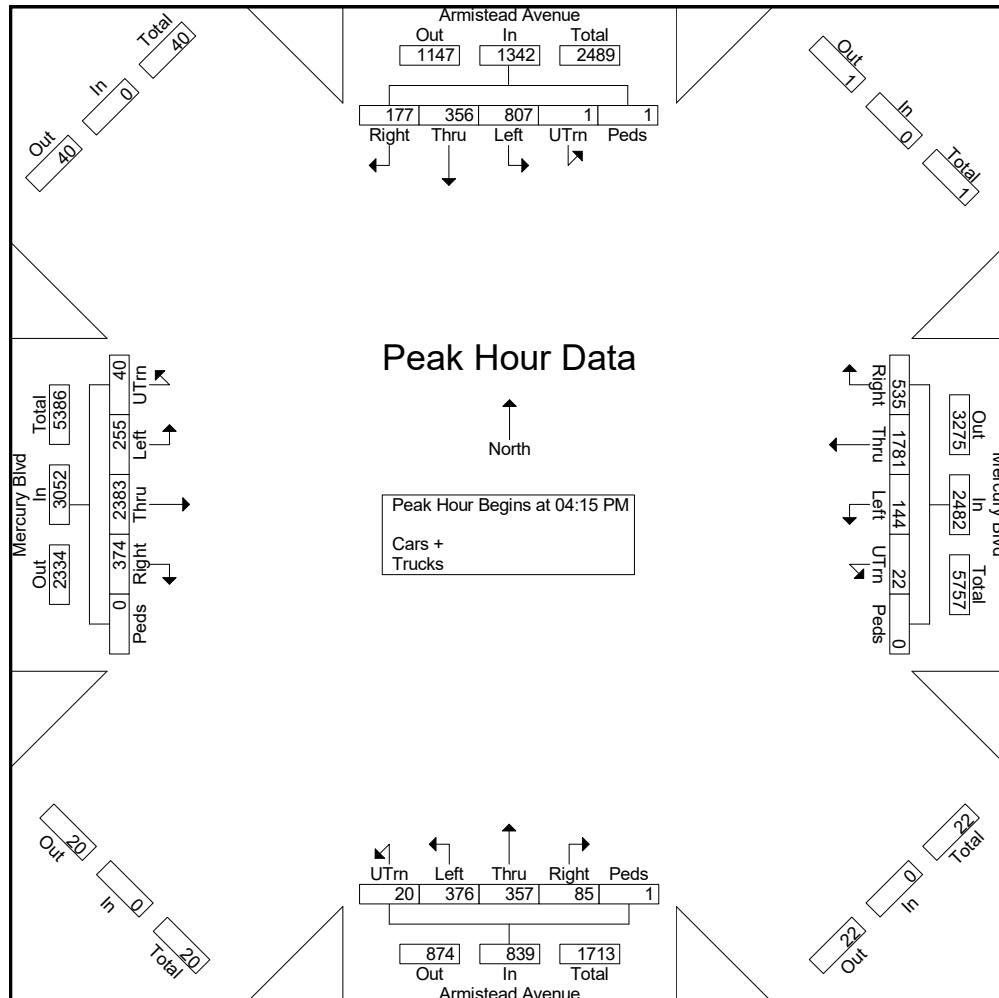 Armistead Avenue
Out In Total
1147 1342 2489
177 356 807 1 1
Right Thru Left UTrn Peds
Total
40
In
0
Out
40
Out
1
In
0
Total
1
Peak Hour Data
North
Peak Hour Begins at 04:15 PM
Cars +
Trucks
Mercury Blvd
Out In Total
2334 3052 5386
40 255 2383 374 0
UTrn Left Thru Right Peds
Mercury Blvd
Out In Total
3275 2482 5757
535 1781 144 22 0
Right Thru Left UTrn Peds
Out
20
In
0
Total
20
22
Total
0
In
22
Out
UTrn Left Thru Right Peds
20 376 357 85 1
874 839 1713
Out In Total
Armistead Avenue